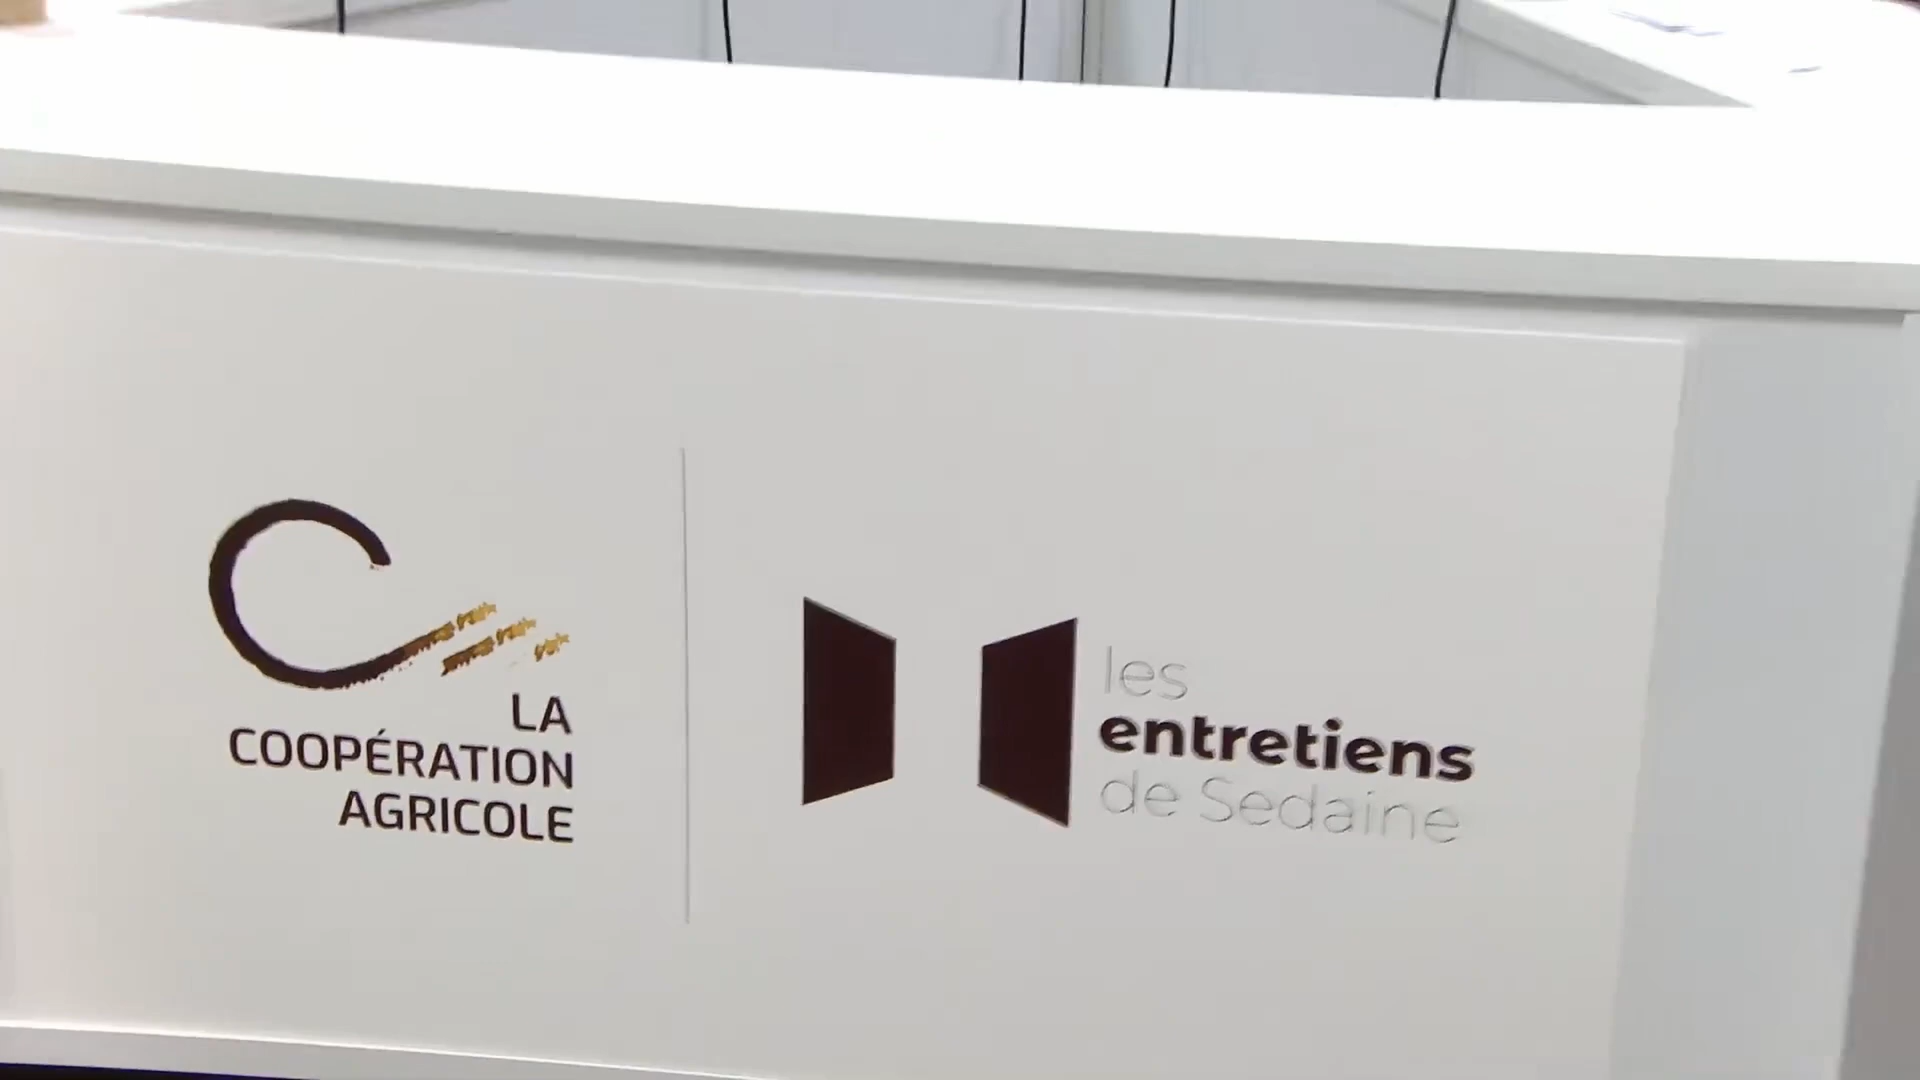 LA
COOPÉRATION
AGRICOLE
les
entretiens
de Sedaine